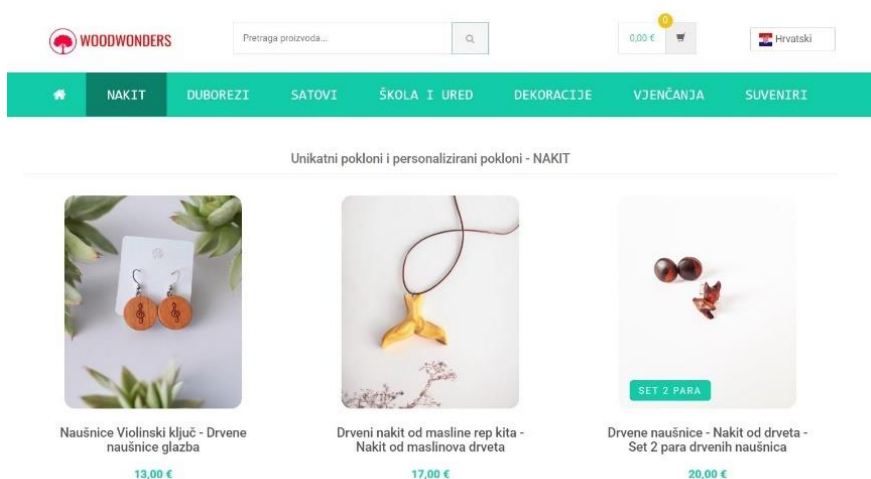 WOODWONDERS
Pretraga proizvoda...
0
0,00 €
Hrvatski
NAKIT DUBOREZI SATOVI ŠKOLA I URED DEKORACIJE VJENČANJA SUVENIRI
Unikatni pokloni i personalizirani pokloni - NAKIT
SET 2 PARA
Naušnice Violinski ključ - Drvene
naušnice glazba
13,00 €
Drveni nakit od masline rep kita -
Nakit od maslinova drveta
17,00 €
Drvene naušnice - Nakit od drveta -
Set 2 para drvenih naušnica
20,00 €